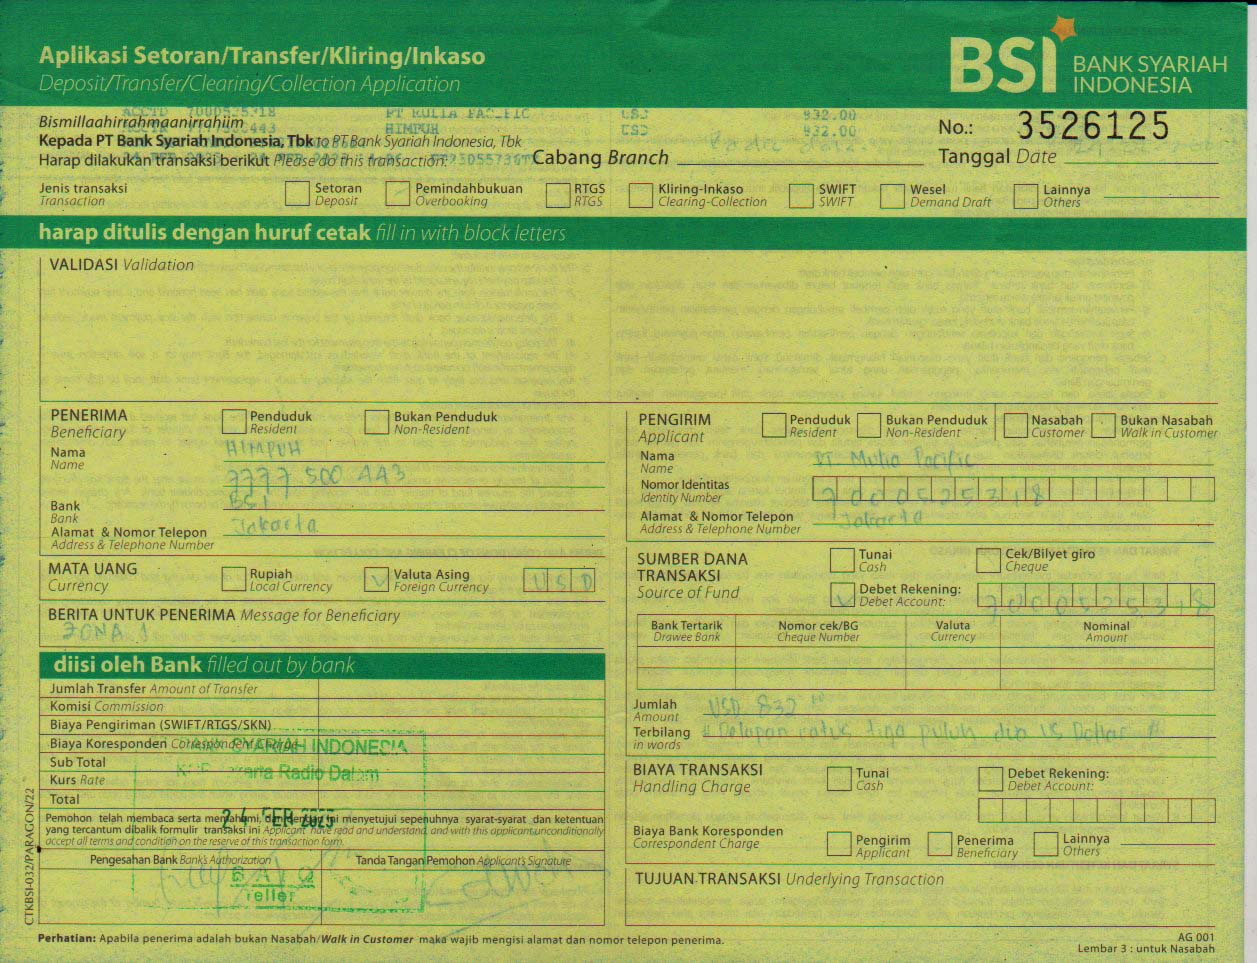 Aplikasi Setoran/Transfer/Kliring/Inkaso
Deposit/Transfer/Clearing/Collection Application
BSI BANK SYARIAH INDONESIA
Bismillaahirrahmaanirrahiim
Kepada PT Bank Syariah Indonesia, Tbk to PT Bank Syariah Indonesia, Tbk
Harap dilakukan transaksi berikut Please do this transaction:
PT MULIA PACIFIC
HIMPUH
Cabang Branch
No.: 3526125
Tanggal Date
Jenis transaksi Transaction
Setoran Deposit
Pemindahbukuan Overbooking
RTGS RTGS
Kliring-Inkaso Clearing-Collection
SWIFT SWIFT
Wesel Demand Draft
Lainnya Others
harap ditulis dengan huruf cetak fill in with block letters
VALIDASI Validation
PENERIMA Beneficiary
Penduduk Resident
Bukan Penduduk Non-Resident
Nama Name
HIMPUH
7777 500 443
Bank Bank
BSI
Alamat & Nomor Telepon Address & Telephone Number
Jakarta
MATA UANG Currency
Rupiah Local Currency
Valuta Asing Foreign Currency
USD
BERITA UNTUK PENERIMA Message for Beneficiary
ZONA 1
diisi oleh Bank filled out by bank
Jumlah Transfer Amount of Transfer
Komisi Commission
Biaya Pengiriman (SWIFT/RTGS/SKN)
Biaya Koresponden Correspondent Charge
Sub Total
Kurs Rate
Total
BANK SYARIAH INDONESIA
Jakarta Radio Dalam
24 FEB 2023
Teller
Pemohon telah membaca serta memahami, dan dengan ini menyetujui sepenuhnya syarat-syarat dan ketentuan
yang tercantum dibalik formulir transaksi ini Applicant have read and understand, and with this applicant unconditionally
accept all terms and condition on the reserve of this transaction form.
Pengesahan Bank Bank's Authorization
Tanda Tangan Pemohon Applicant's Signature
PENGIRIM Applicant
Penduduk Resident
Bukan Penduduk Non-Resident
Nasabah Customer
Bukan Nasabah Walk in Customer
Nama Name
PT. Mulia Pacific
Nomor Identitas Identity Number
7000525318
Alamat & Nomor Telepon Address & Telephone Number
Jakarta
SUMBER DANA TRANSAKSI Source of Fund
Tunai Cash
Cek/Bilyet giro Cheque
Debet Rekening: Debet Account:
7000525318
Bank Tertarik Drawee Bank
Nomor cek/BG Cheque Number
Valuta Currency
Nominal Amount
Jumlah Amount
USD 832
Terbilang in words
# Delapan ratus tiga puluh dua US Dollar #
BIAYA TRANSAKSI Handling Charge
Tunai Cash
Debet Rekening: Debet Account:
Biaya Bank Koresponden Correspondent Charge
Pengirim Applicant
Penerima Beneficiary
Lainnya Others
TUJUAN TRANSAKSI Underlying Transaction
CTKBSI-032/PARAGON/22
Perhatian: Apabila penerima adalah bukan Nasabah/Walk in Customer maka wajib mengisi alamat dan nomor telepon penerima.
AG 001
Lembar 3 : untuk Nasabah